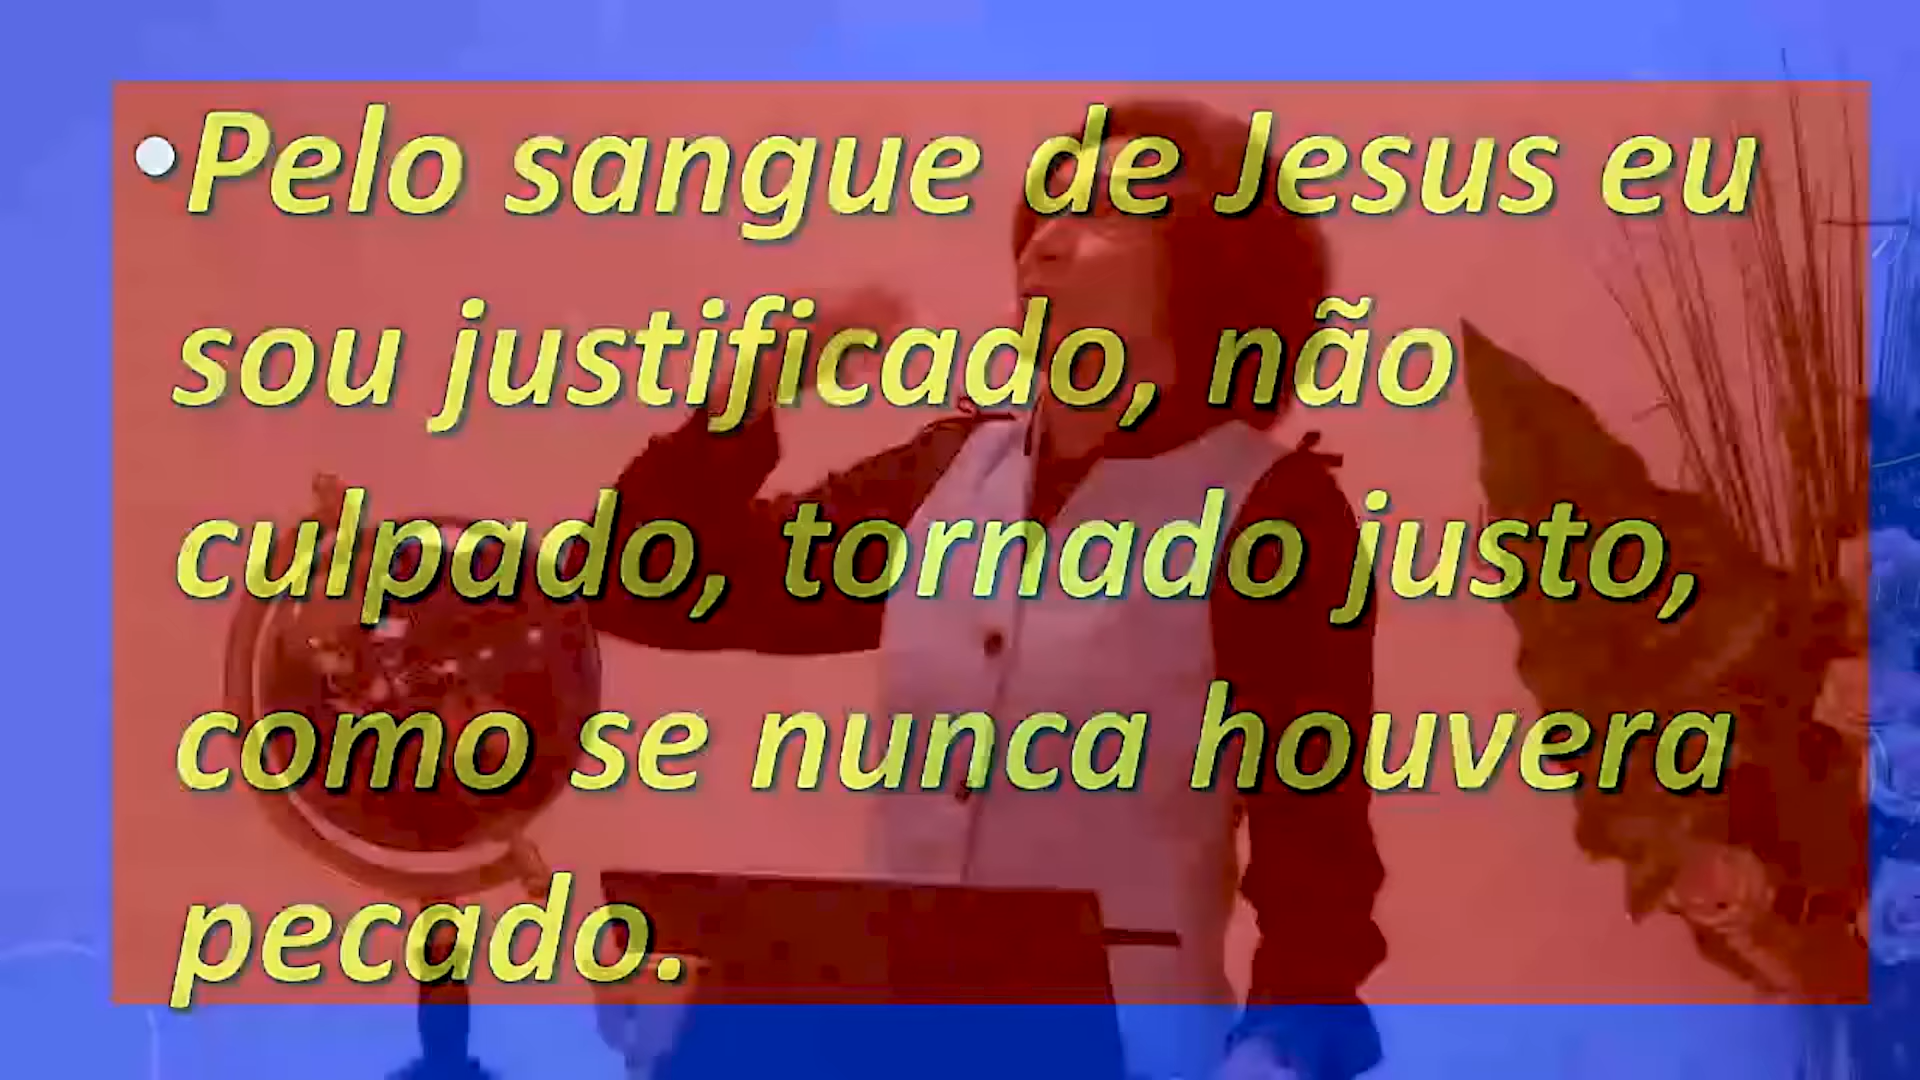 •Pelo sangue de Jesus eu
sou justificado, não
culpado, tornado justo,
como se nunca houvera
pecado.